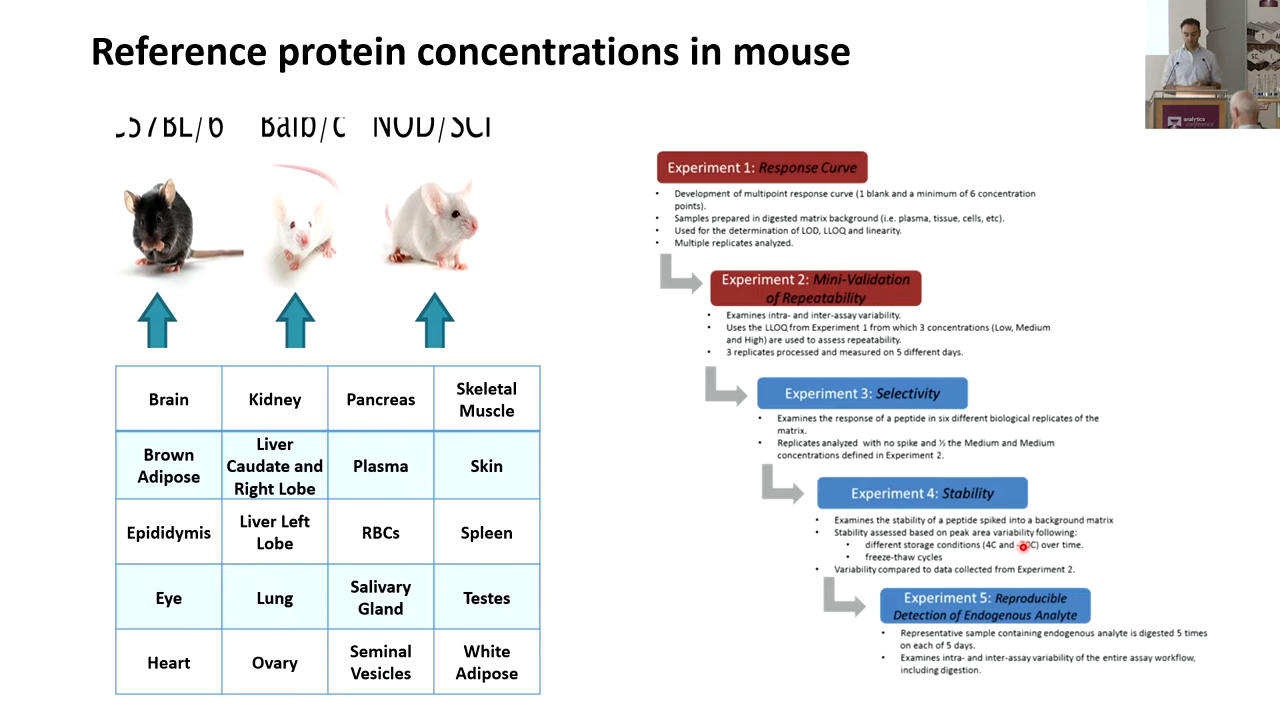 Reference protein concentrations in mouse
C57BL/6 Balb/c NOD/SCI
Brain
Kidney
Pancreas
Skeletal
Muscle
Brown
Adipose
Liver
Caudate and
Right Lobe
Plasma
Skin
Epididymis
Liver Left
Lobe
RBCs
Spleen
Eye
Lung
Salivary
Gland
Testes
Heart
Ovary
Seminal
Vesicles
White
Adipose
Experiment 1: Response Curve
• Development of multipoint response curve (1 blank and a minimum of 6 concentration
points).
• Samples prepared in digested matrix background (i.e. plasma, tissue, cells, etc).
• Used for the determination of LOD, LLOQ and linearity.
• Multiple replicates analyzed.
Experiment 2: Mini-Validation
of Repeatability
• Examines intra- and inter-assay variability.
• Uses the LLOQ from Experiment 1 from which 3 concentrations (Low, Medium
and High) are used to assess repeatability.
• 3 replicates processed and measured on 5 different days.
Experiment 3: Selectivity
• Examines the response of a peptide in six different biological replicates of the
matrix.
• Replicates analyzed with no spike and ½ the Medium and Medium
concentrations defined in Experiment 2.
Experiment 4: Stability
• Examines the stability of a peptide spiked into a background matrix
• Stability assessed based on peak area variability following:
• different storage conditions (4C and over time.
• freeze-thaw cycles
• Variability compared to data collected from Experiment 2.
Experiment 5: Reproducible
Detection of Endogenous Analyte
• Representative sample containing endogenous analyte is digested 5 times
on each of 5 days.
• Examines intra- and inter-assay variability of the entire assay workflow,
including digestion.
analytica
conference